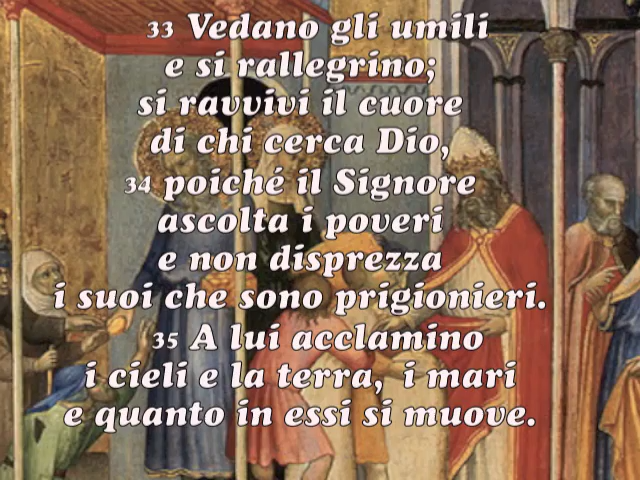 33 Vedano gli umili
e si rallegrino;
si ravvivi il cuore
di chi cerca Dio,
34 poiché il Signore
ascolta i poveri
e non disprezza
i suoi che sono prigionieri.
35 A lui acclamino
i cieli e la terra, i mari
e quanto in essi si muove.